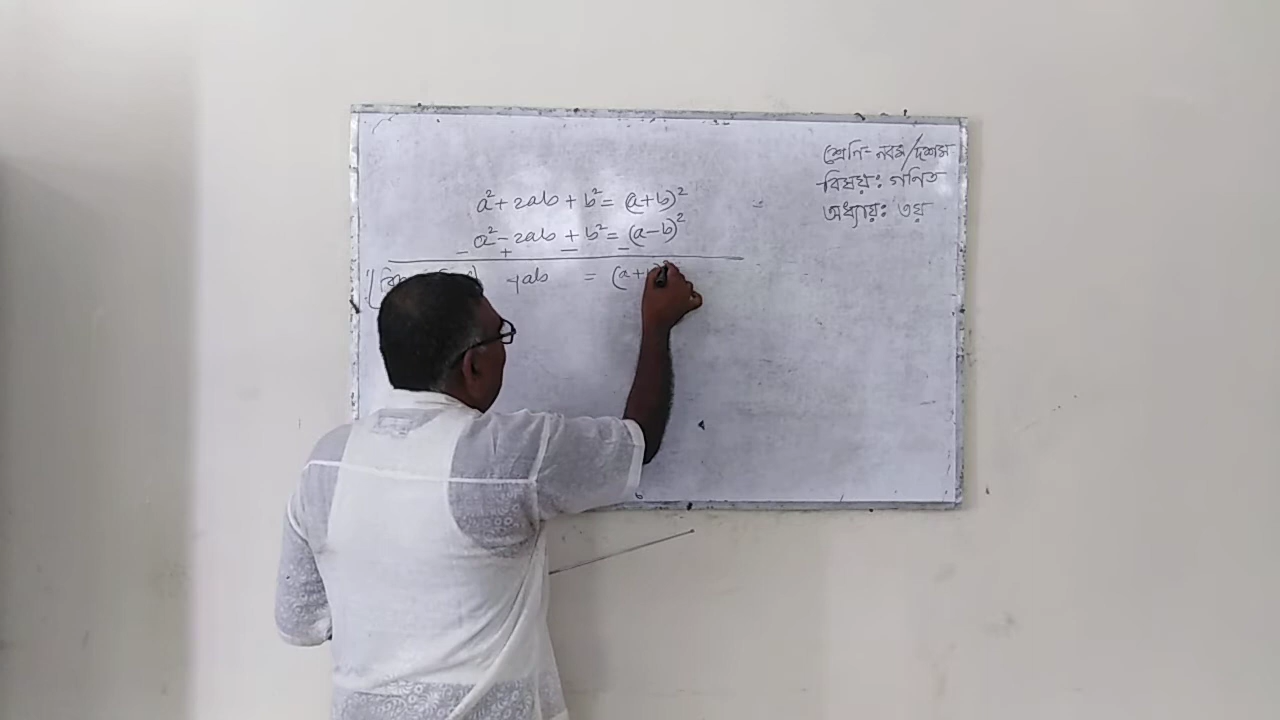 শ্রেণি- নবম/দশম
বিষয়: গণিত
অধ্যায়: ৩য়
a² + 2ab + b² = (a+b)²
a² - 2ab + b² = (a-b)²
- + - -
4ab = (a+